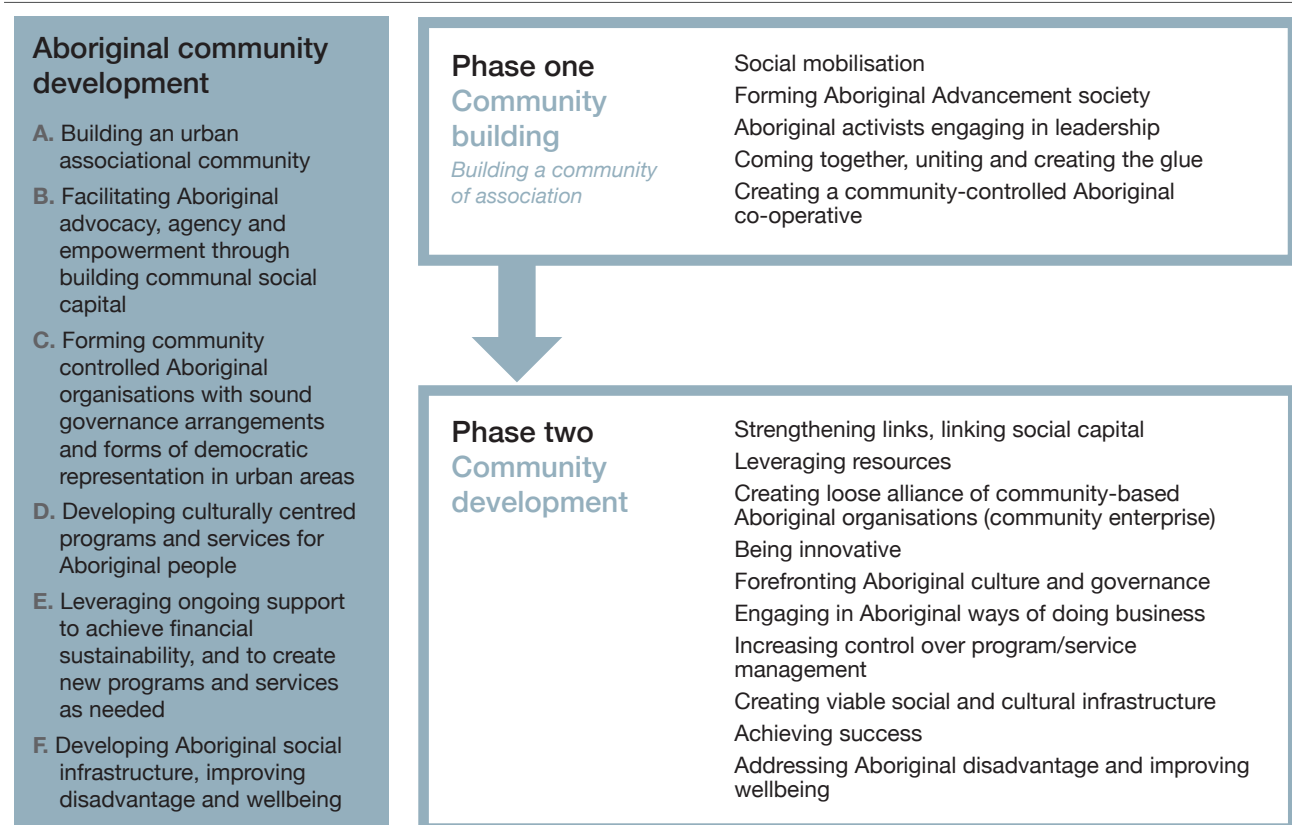 Aboriginal community
development
A. Building an urban
associational community
B. Facilitating Aboriginal
advocacy, agency and
empowerment through
building communal social
capital
C. Forming community
controlled Aboriginal
organisations with sound
governance arrangements
and forms of democratic
representation in urban areas
D. Developing culturally centred
programs and services for
Aboriginal people
E. Leveraging ongoing support
to achieve financial
sustainability, and to create
new programs and services
as needed
F. Developing Aboriginal social
infrastructure, improving
disadvantage and wellbeing
Phase one
Community
building
Building a community
of association
Social mobilisation
Forming Aboriginal Advancement society
Aboriginal activists engaging in leadership
Coming together, uniting and creating the glue
Creating a community-controlled Aboriginal
co-operative
Phase two
Community
development
Strengthening links, linking social capital
Leveraging resources
Creating loose alliance of community-based
Aboriginal organisations (community enterprise)
Being innovative
Forefronting Aboriginal culture and governance
Engaging in Aboriginal ways of doing business
Increasing control over program/service
management
Creating viable social and cultural infrastructure
Achieving success
Addressing Aboriginal disadvantage and improving
wellbeing